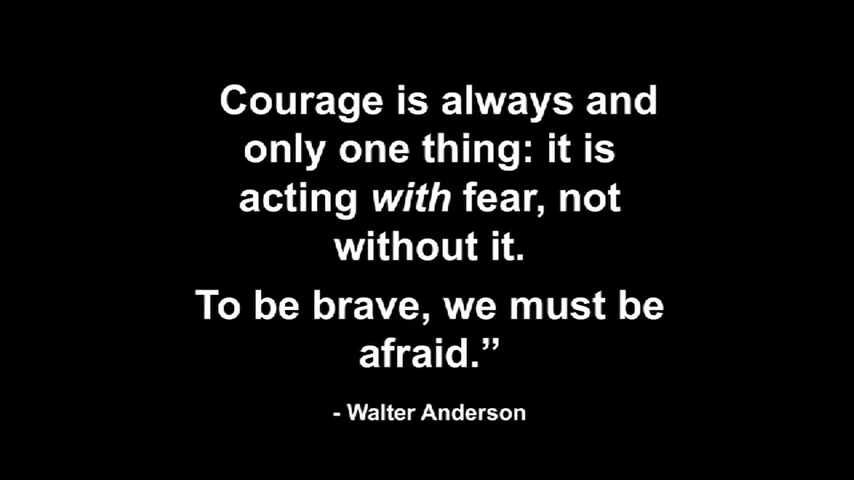 Courage is always and
only one thing: it is
acting with fear, not
without it.
To be brave, we must be
afraid.”
- Walter Anderson